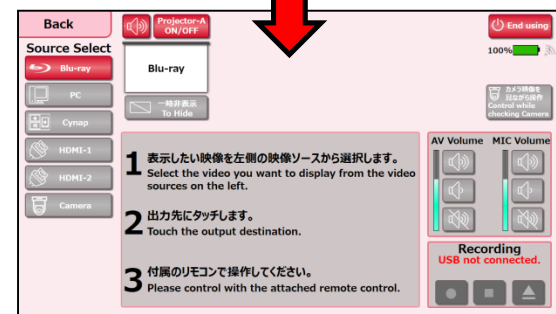 Back
Projector-A
ON/OFF
End using
Source Select
100%
Blu-ray
Blu-ray
PC
一時非表示
To Hide
カメラ映像を
見ながら操作
Control while
checking Camera
Cynap
HDMI-1
HDMI-2
Camera
AV Volume
MIC Volume
1 表示したい映像を左側の映像ソースから選択します。
Select the video you want to display from the video
sources on the left.
2 出力先にタッチします。
Touch the output destination.
3 付属のリモコンで操作してください。
Please control with the attached remote control.
Recording
USB not connected.